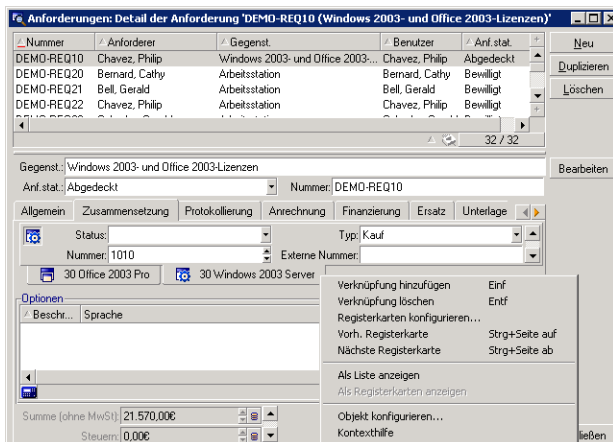 Anforderungen: Detail der Anforderung 'DEMO-REQ10 (Windows 2003- und Office 2003-Lizenzen)'
Nummer Anforderer Gegenst. Benutzer Anf.stat.
DEMO-REQ10 Chavez, Philip Windows 2003- und Office 2003-... Chavez, Philip Abgedeckt
DEMO-REQ20 Bernard, Cathy Arbeitsstation Bernard, Cathy Bewilligt
DEMO-REQ21 Bell, Gerald Arbeitsstation Bell, Gerald Bewilligt
DEMO-REQ22 Chavez, Philip Arbeitsstation Chavez, Philip Bewilligt
32 / 32
Neu
Duplizieren
Löschen
Bearbeiten
Gegenst.: Windows 2003- und Office 2003-Lizenzen
Anf.stat.: Abgedeckt Nummer: DEMO-REQ10
Allgemein Zusammensetzung Protokollierung Anrechnung Finanzierung Ersatz Unterlage
Status: Typ: Kauf
Nummer: 1010 Externe Nummer:
30 Office 2003 Pro 30 Windows 2003 Server
Optionen
Beschr... Sprache
Verknüpfung hinzufügen Einf
Verknüpfung löschen Entf
Registerkarten konfigurieren...
Vorh. Registerkarte Strg+Seite auf
Nächste Registerkarte Strg+Seite ab
Als Liste anzeigen
Als Registerkarten anzeigen
Objekt konfigurieren...
Kontexthilfe
Summe (ohne MwSt): 21.570,00€
Steuern: 0,00€
ließen